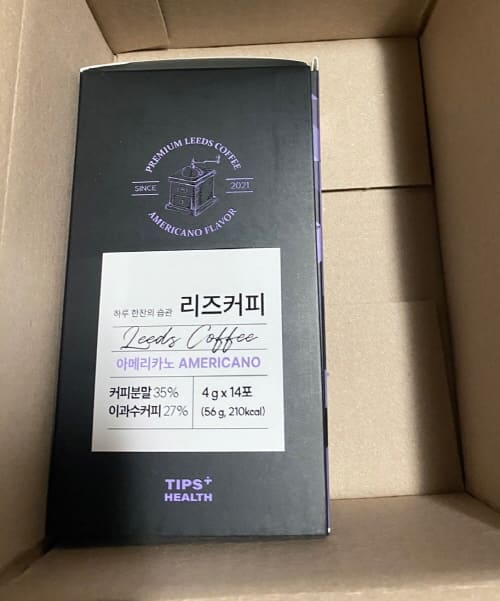 PREMIUM LEEDS COFFEE
SINCE 2021
AMERICANO FLAVOR
하루 한잔의 습관 리즈커피
Leeds Coffee
아메리카노 AMERICANO
커피분말 35% 4 g x 14포
이과수커피 27% (56 g, 210kcal)
TIPS+
HEALTH